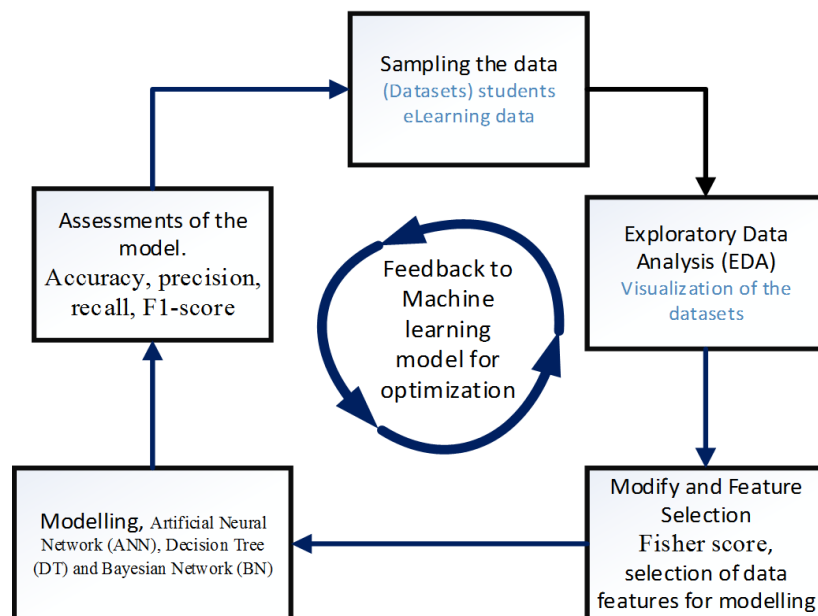 Sampling the data
(Datasets) students
eLearning data
Exploratory Data
Analysis (EDA)
Visualization of the
datasets
Modify and Feature
Selection
Fisher score,
selection of data
features for modelling
Modelling, Artificial Neural
Network (ANN), Decision Tree
(DT) and Bayesian Network (BN)
Assessments of the
model.
Accuracy, precision,
recall, F1-score
Feedback to
Machine
learning
model for
optimization